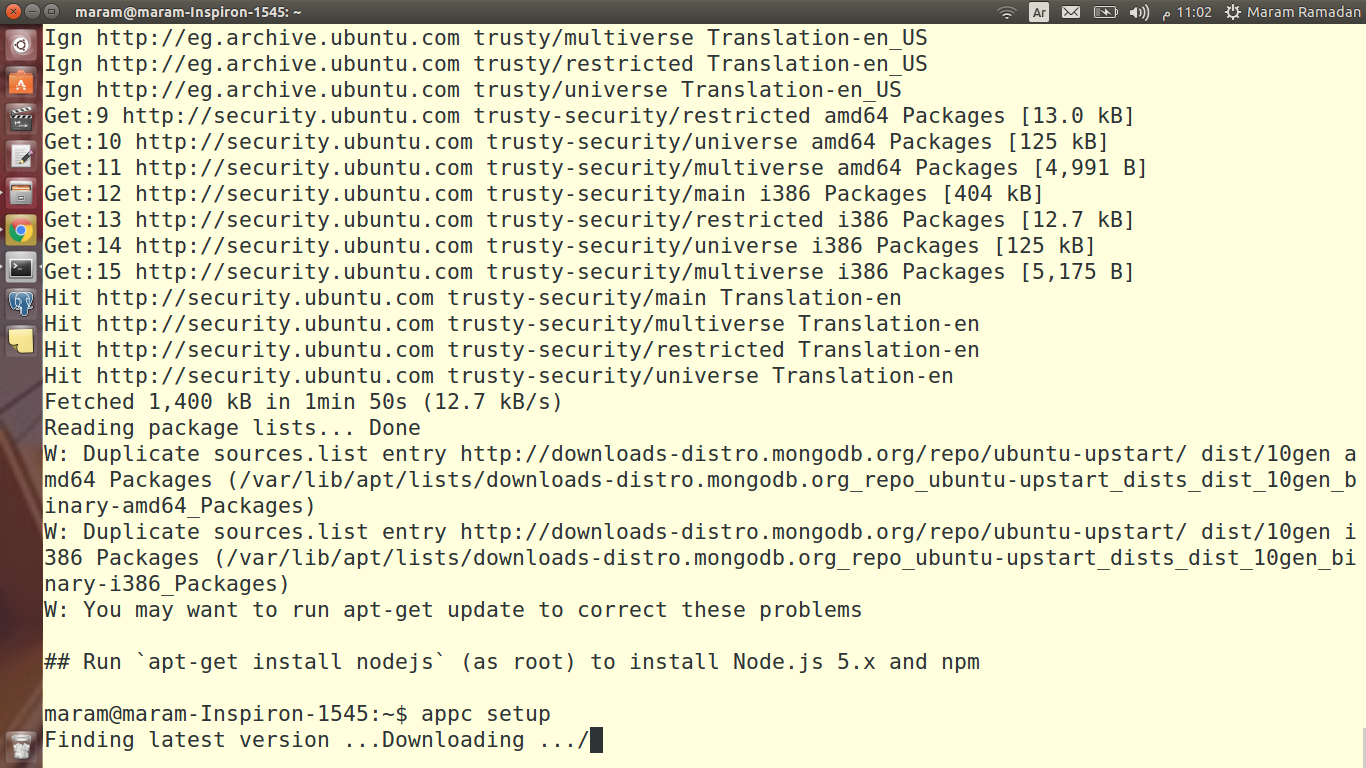 maram@maram-Inspiron-1545: ~
Ar
م 11:02
Maram Ramadan
Ign http://eg.archive.ubuntu.com trusty/multiverse Translation-en_US
Ign http://eg.archive.ubuntu.com trusty/restricted Translation-en_US
Ign http://eg.archive.ubuntu.com trusty/universe Translation-en_US
Get:9 http://security.ubuntu.com trusty-security/restricted amd64 Packages [13.0 kB]
Get:10 http://security.ubuntu.com trusty-security/universe amd64 Packages [125 kB]
Get:11 http://security.ubuntu.com trusty-security/multiverse amd64 Packages [4,991 B]
Get:12 http://security.ubuntu.com trusty-security/main i386 Packages [404 kB]
Get:13 http://security.ubuntu.com trusty-security/restricted i386 Packages [12.7 kB]
Get:14 http://security.ubuntu.com trusty-security/universe i386 Packages [125 kB]
Get:15 http://security.ubuntu.com trusty-security/multiverse i386 Packages [5,175 B]
Hit http://security.ubuntu.com trusty-security/main Translation-en
Hit http://security.ubuntu.com trusty-security/multiverse Translation-en
Hit http://security.ubuntu.com trusty-security/restricted Translation-en
Hit http://security.ubuntu.com trusty-security/universe Translation-en
Fetched 1,400 kB in 1min 50s (12.7 kB/s)
Reading package lists... Done
W: Duplicate sources.list entry http://downloads-distro.mongodb.org/repo/ubuntu-upstart/ dist/10gen a
md64 Packages (/var/lib/apt/lists/downloads-distro.mongodb.org_repo_ubuntu-upstart_dists_dist_10gen_b
inary-amd64_Packages)
W: Duplicate sources.list entry http://downloads-distro.mongodb.org/repo/ubuntu-upstart/ dist/10gen i
386 Packages (/var/lib/apt/lists/downloads-distro.mongodb.org_repo_ubuntu-upstart_dists_dist_10gen_bi
nary-i386_Packages)
W: You may want to run apt-get update to correct these problems
## Run `apt-get install nodejs` (as root) to install Node.js 5.x and npm
maram@maram-Inspiron-1545:~$ appc setup
Finding latest version ...Downloading .../